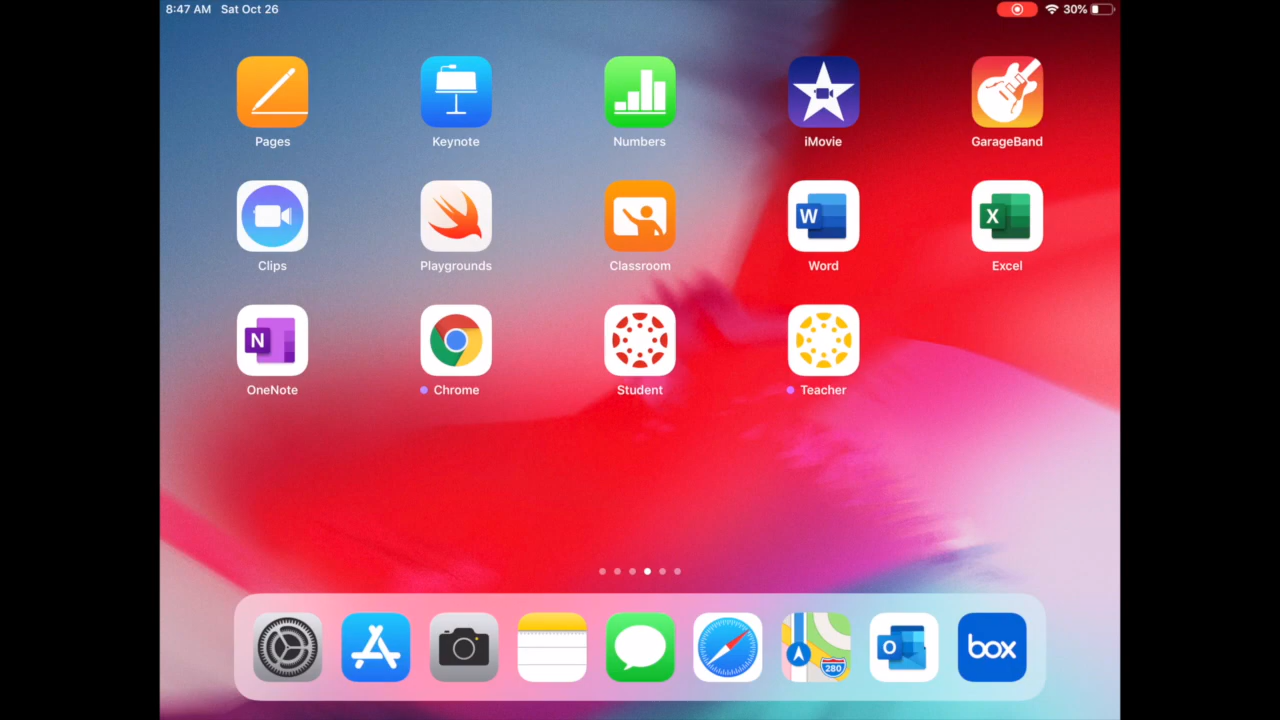 8:47 AM Sat Oct 26 30%
Pages Keynote Numbers iMovie GarageBand
W X
Clips Playgrounds Classroom Word Excel
N
OneNote Chrome Student Teacher
280 O box